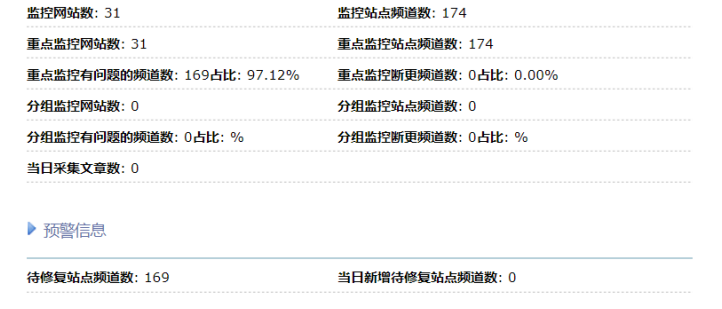 监控网站数: 31 监控站点频道数: 174
重点监控网站数: 31 重点监控站点频道数: 174
重点监控有问题的频道数: 169占比: 97.12% 重点监控断更频道数: 0占比: 0.00%
分组监控网站数: 0 分组监控站点频道数: 0
分组监控有问题的频道数: 0占比: % 分组监控断更频道数: 0占比: %
当日采集文章数: 0
预警信息
待修复站点频道数: 169 当日新增待修复站点频道数: 0